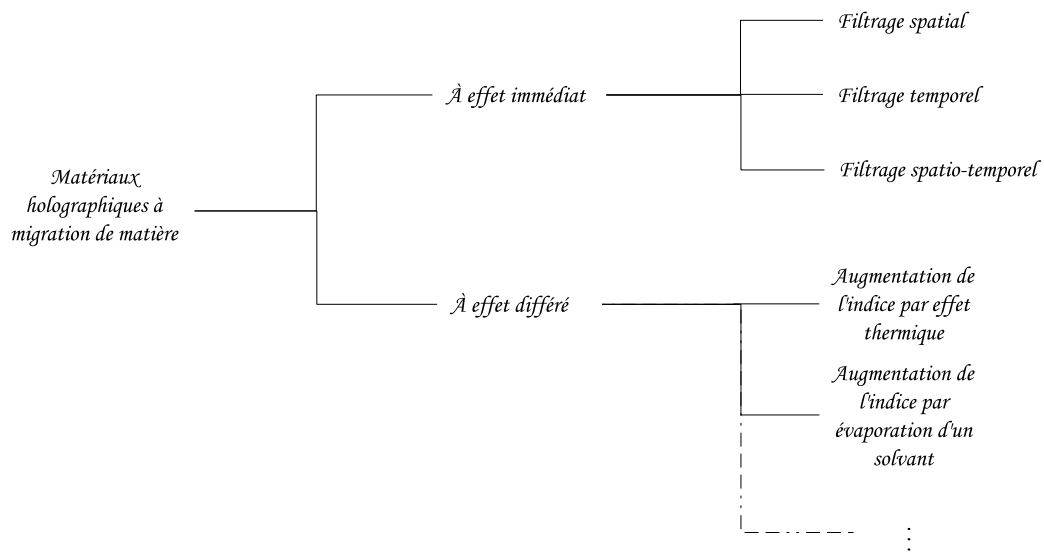 Matériaux
holographiques à
migration de matière
À effet immédiat
Filtrage spatial
Filtrage temporel
Filtrage spatio-temporel
À effet différé
Augmentation de
l'indice par effet
thermique
Augmentation de
l'indice par
évaporation d'un
solvant
⋮